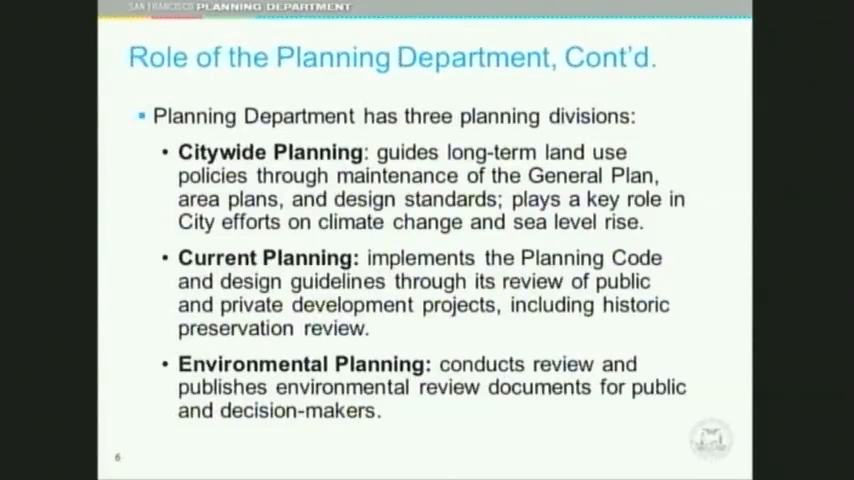 SAN FRANCISCO PLANNING DEPARTMENT
Role of the Planning Department, Cont'd.
▪ Planning Department has three planning divisions:
• Citywide Planning: guides long-term land use
policies through maintenance of the General Plan,
area plans, and design standards; plays a key role in
City efforts on climate change and sea level rise.
• Current Planning: implements the Planning Code
and design guidelines through its review of public
and private development projects, including historic
preservation review.
• Environmental Planning: conducts review and
publishes environmental review documents for public
and decision-makers.
6